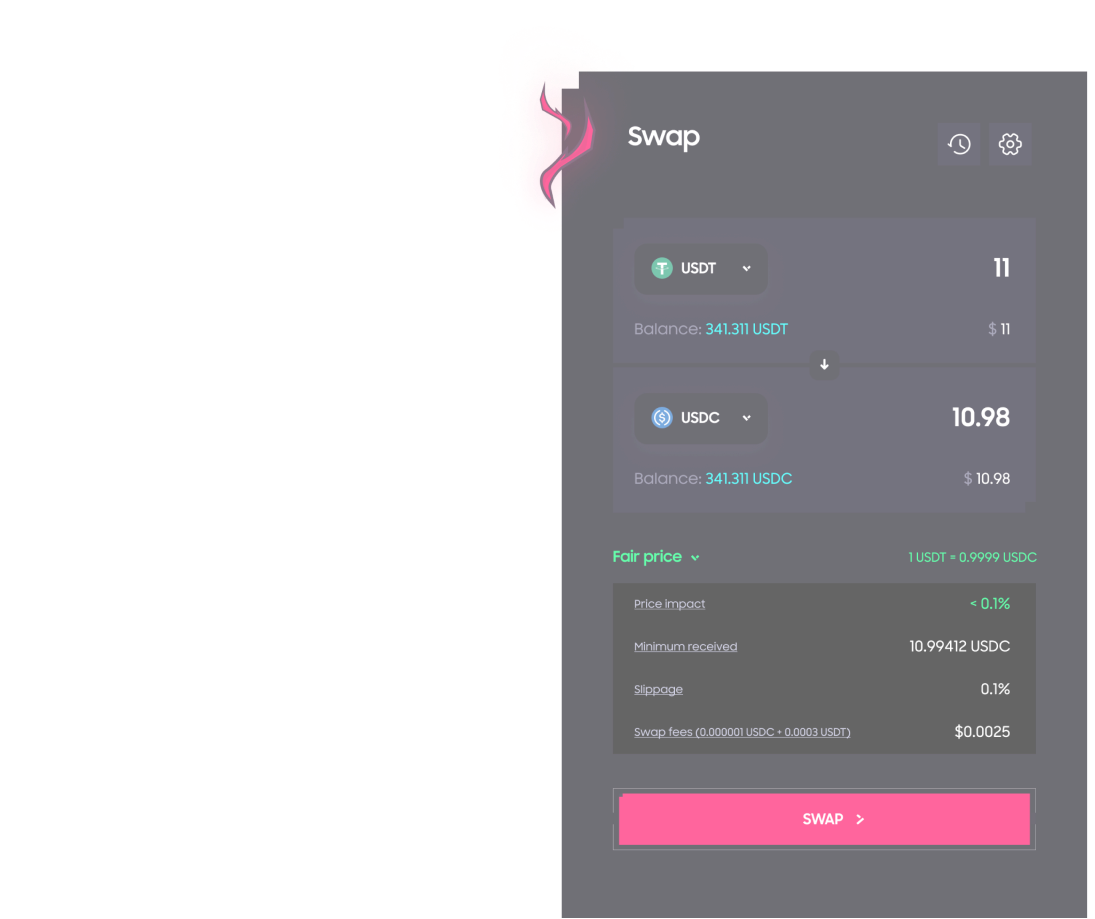 Swap
USDT 11
Balance: 341.311 USDT $ 11
USDC 10.98
Balance: 341.311 USDC $ 10.98
Fair price 1 USDT = 0.9999 USDC
Price impact < 0.1%
Minimum received 10.99412 USDC
Slippage 0.1%
Swap fees (0.000001 USDC + 0.0003 USDT) $0.0025
SWAP >